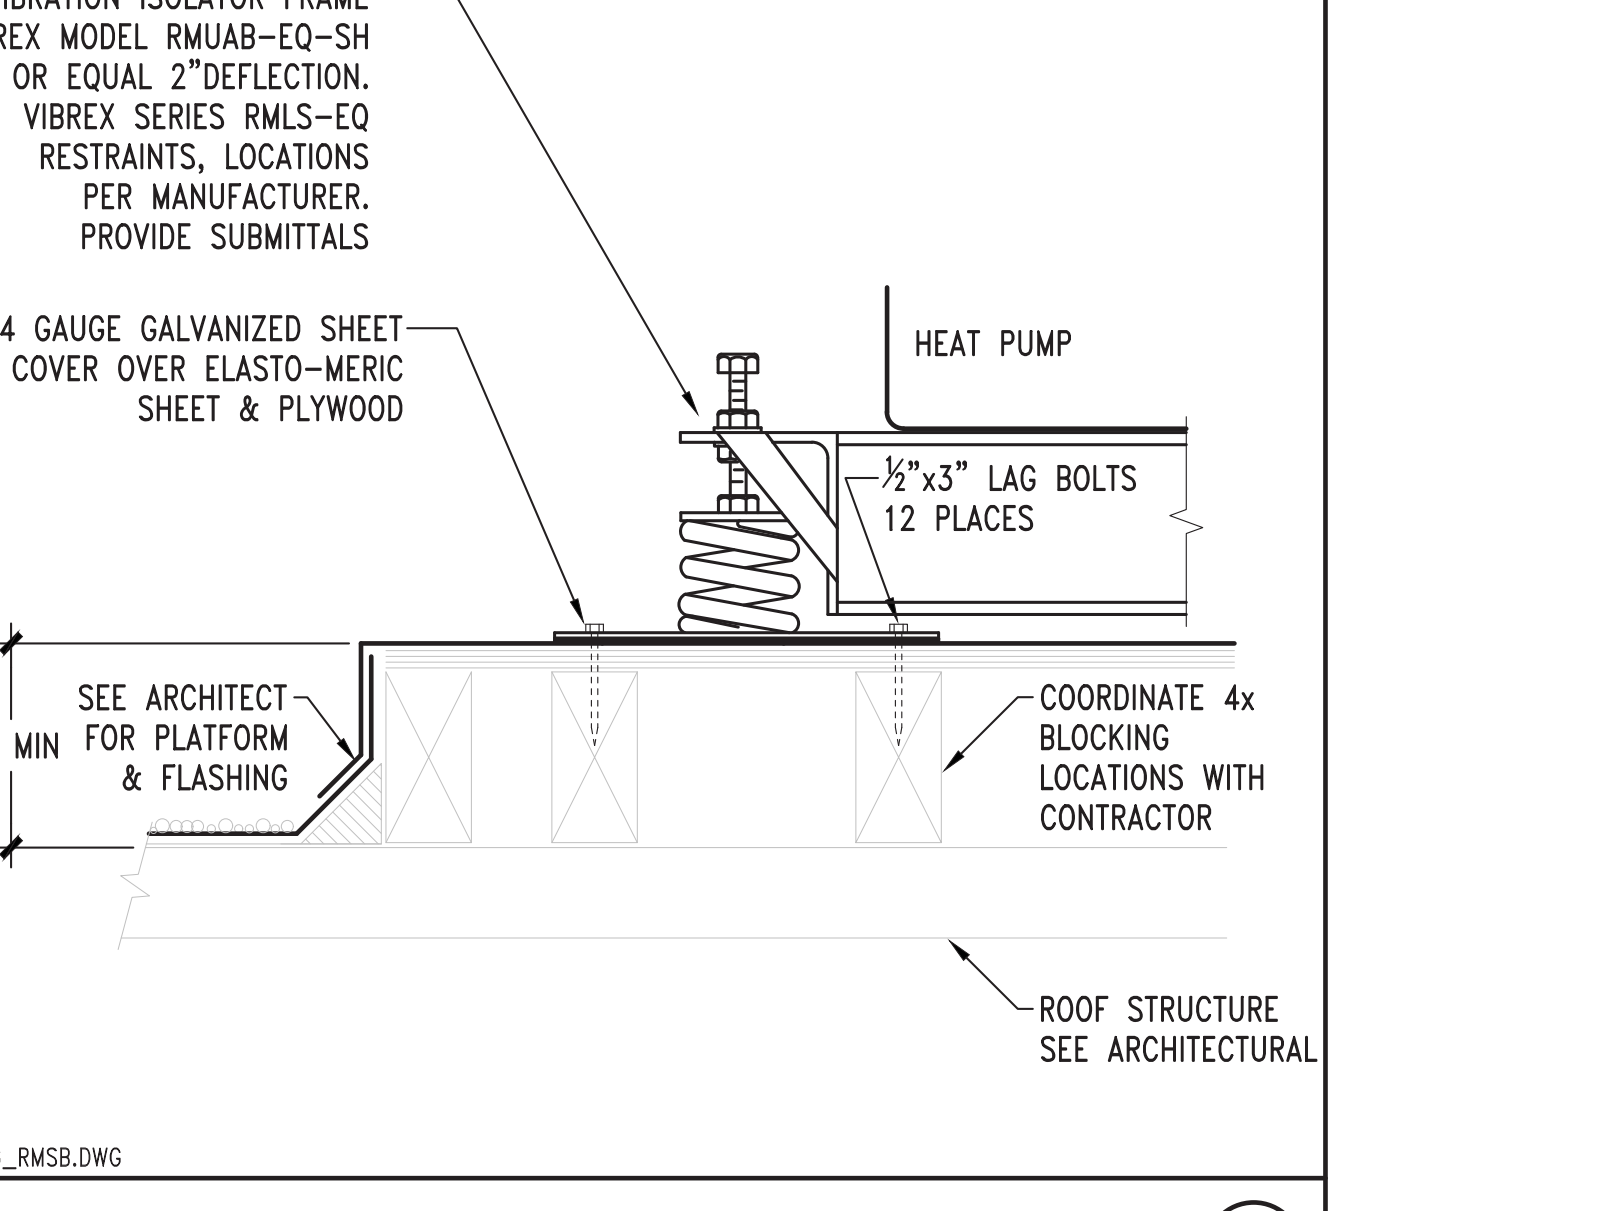 MODEL RMUAB-EQ-SH
OR EQUAL 2"DEFLECTION.
VIBREX SERIES RMLS-EQ
RESTRAINTS, LOCATIONS
PER MANUFACTURER.
PROVIDE SUBMITTALS
GAUGE GALVANIZED SHEET
COVER OVER ELASTO-MERIC
SHEET & PLYWOOD
HEAT PUMP
½"x3" LAG BOLTS
12 PLACES
SEE ARCHITECT
FOR PLATFORM
& FLASHING
MIN
COORDINATE 4x
BLOCKING
LOCATIONS WITH
CONTRACTOR
ROOF STRUCTURE
SEE ARCHITECTURAL
_RMSB.DWG